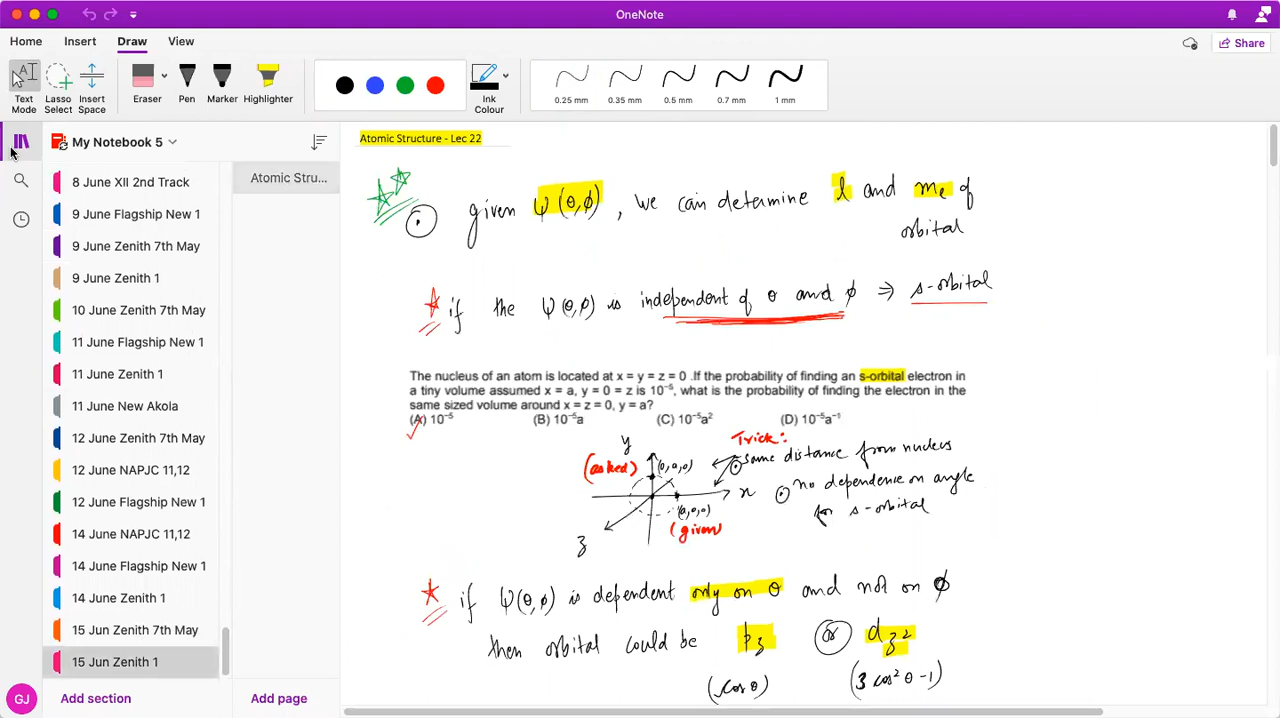 OneNote
Home Insert Draw View
Share
Text Mode
Lasso Select
Insert Space
Eraser
Pen
Marker
Highlighter
Ink Colour
0.25 mm
0.35 mm
0.5 mm
0.7 mm
1 mm
My Notebook 5
8 June XII 2nd Track
9 June Flagship New 1
9 June Zenith 7th May
9 June Zenith 1
10 June Zenith 7th May
11 June Flagship New 1
11 June Zenith 1
11 June New Akola
12 June Zenith 7th May
12 June NAPJC 11,12
12 June Flagship New 1
14 June NAPJC 11,12
14 June Flagship New 1
14 June Zenith 1
15 Jun Zenith 7th May
15 Jun Zenith 1
GJ
Add section
Atomic Stru...
Add page
Atomic Structure - Lec 22
given ψ(θ,ϕ), we can determine l and mₗ of
orbital
if the ψ(θ,ϕ) is independent of θ and ϕ ⇒ s-orbital
The nucleus of an atom is located at x = y = z = 0 .If the probability of finding an s-orbital electron in
a tiny volume assumed x = a, y = 0 = z is 10⁻⁵, what is the probability of finding the electron in the
same sized volume around x = z = 0, y = a?
(A) 10⁻⁵ (B) 10⁻⁵a (C) 10⁻⁵a² (D) 10⁻⁵a⁻¹
y
(asked)
(0,a,0)
x
(a,0,0)
(given)
z
Trick:
same distance from nucleus
no dependence on angle
for s-orbital
if ψ(θ,ϕ) is dependent only on θ and not on ϕ
then orbital could be p_z or d_z²
(cosθ) (3 cos²θ-1)